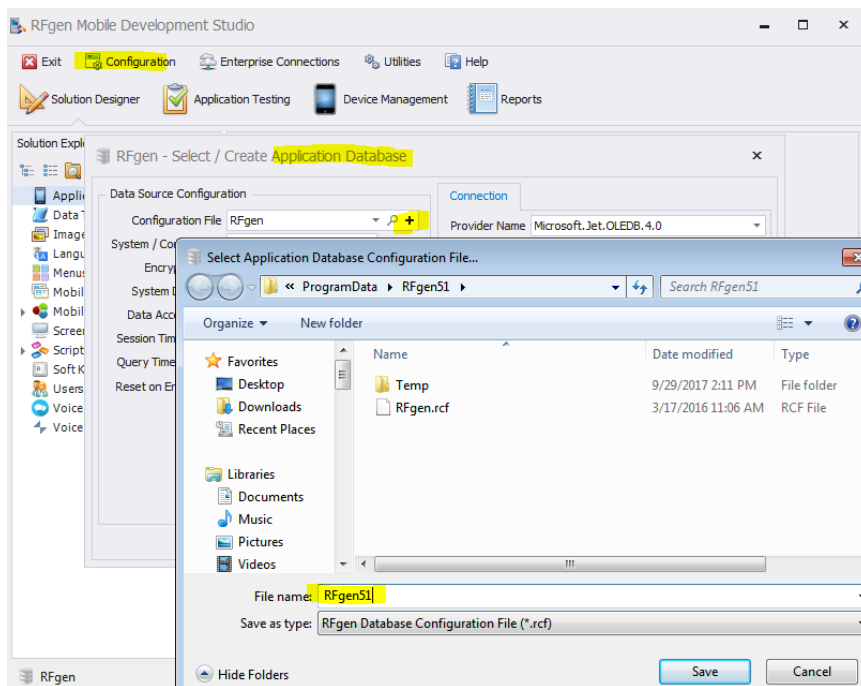 RFgen Mobile Development Studio
Exit Configuration Enterprise Connections Utilities Help
Solution Designer Application Testing Device Management Reports
Solution Expl
RFgen - Select / Create Application Database
Data Source Configuration
Connection
Configuration File RFgen
Provider Name Microsoft.Jet.OLEDB.4.0
Appli
Data T
Image
Langu
Menu
Mobil
Mobil
Scree
Script
Soft K
Users
Voice
Voice
System / Co
Encry
System D
Data Acc
Session Tim
Query Time
Reset on Er
Select Application Database Configuration File...
« ProgramData RFgen51
Search RFgen51
Organize New folder
Name Date modified Type
Temp 9/29/2017 2:11 PM File folder
RFgen.rcf 3/17/2016 11:06 AM RCF File
Favorites
Desktop
Downloads
Recent Places
Libraries
Documents
Music
Pictures
Videos
File name: RFgen51
Save as type: RFgen Database Configuration File (*.rcf)
Hide Folders
Save Cancel
RFgen